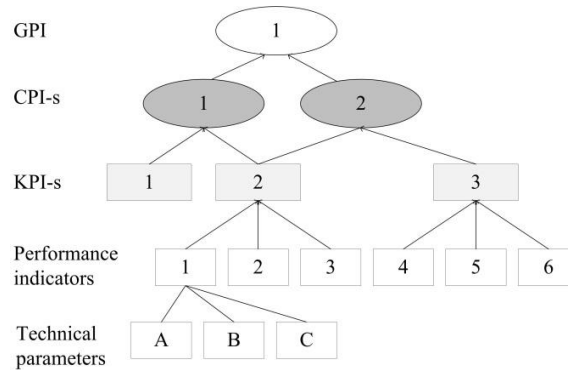 GPI 1
CPI-s 1 2
KPI-s 1 2 3
Performance
indicators 1 2 3 4 5 6
Technical
parameters A B C